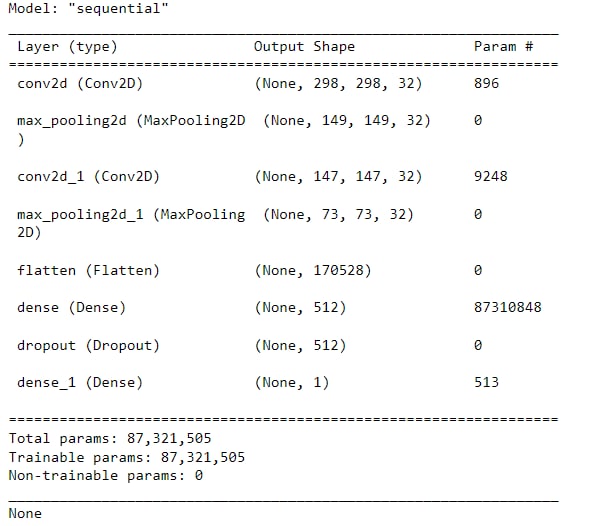 Model: "sequential"
_________________________________________________________________
Layer (type) Output Shape Param #
=================================================================
conv2d (Conv2D) (None, 298, 298, 32) 896
max_pooling2d (MaxPooling2D (None, 149, 149, 32) 0
)
conv2d_1 (Conv2D) (None, 147, 147, 32) 9248
max_pooling2d_1 (MaxPooling (None, 73, 73, 32) 0
2D)
flatten (Flatten) (None, 170528) 0
dense (Dense) (None, 512) 87310848
dropout (Dropout) (None, 512) 0
dense_1 (Dense) (None, 1) 513
=================================================================
Total params: 87,321,505
Trainable params: 87,321,505
Non-trainable params: 0
_________________________________________________________________
None